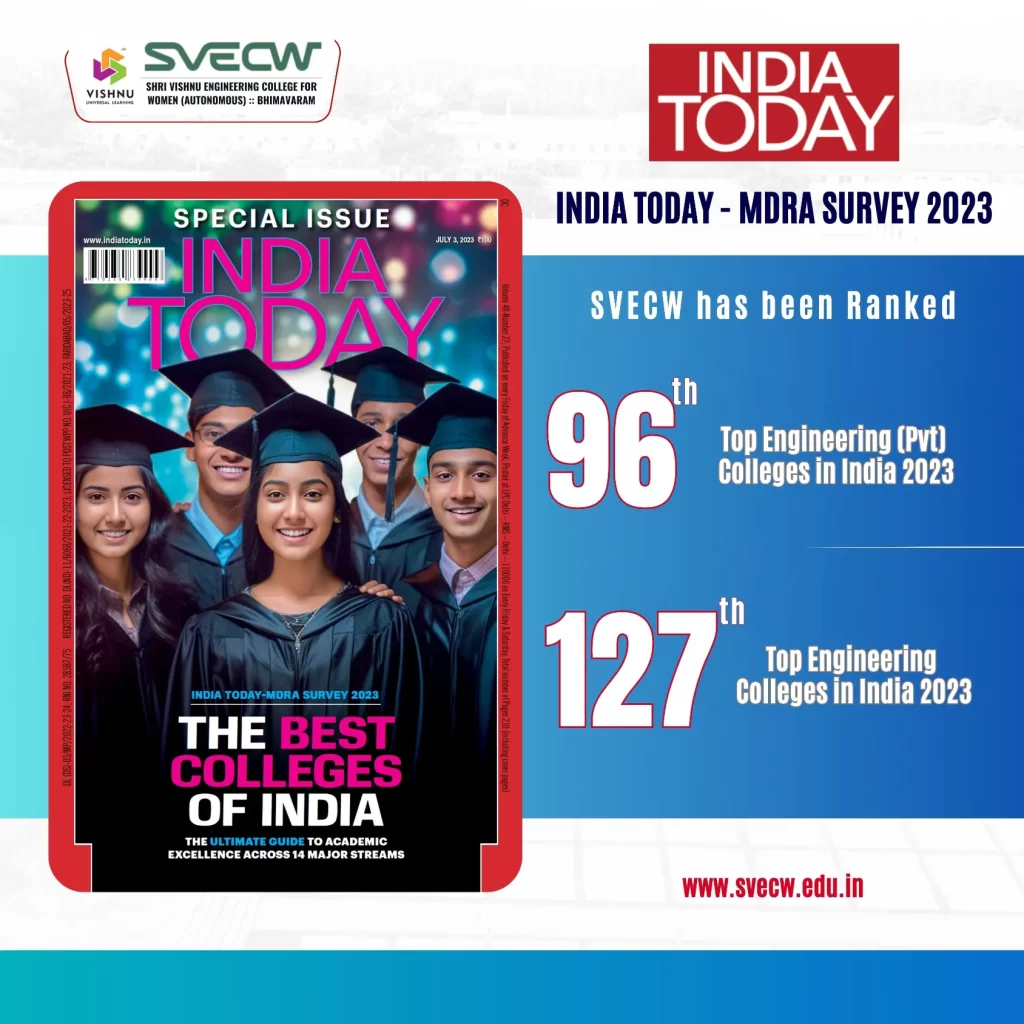 VISHNU
UNIVERSAL LEARNING
SVECW
SHRI VISHNU ENGINEERING COLLEGE FOR
WOMEN (AUTONOMOUS) :: BHIMAVARAM
INDIA
TODAY
INDIA TODAY - MDRA SURVEY 2023
SPECIAL ISSUE
www.indiatoday.in
JULY 3, 2023 ₹100
INDIA
TODAY
INDIA TODAY-MDRA SURVEY 2023
THE BEST
COLLEGES
OF INDIA
THE ULTIMATE GUIDE TO ACADEMIC
EXCELLENCE ACROSS 14 MAJOR STREAMS
SVECW has been Ranked
96th
Top Engineering (Pvt)
Colleges in India 2023
127th
Top Engineering
Colleges in India 2023
www.svecw.edu.in